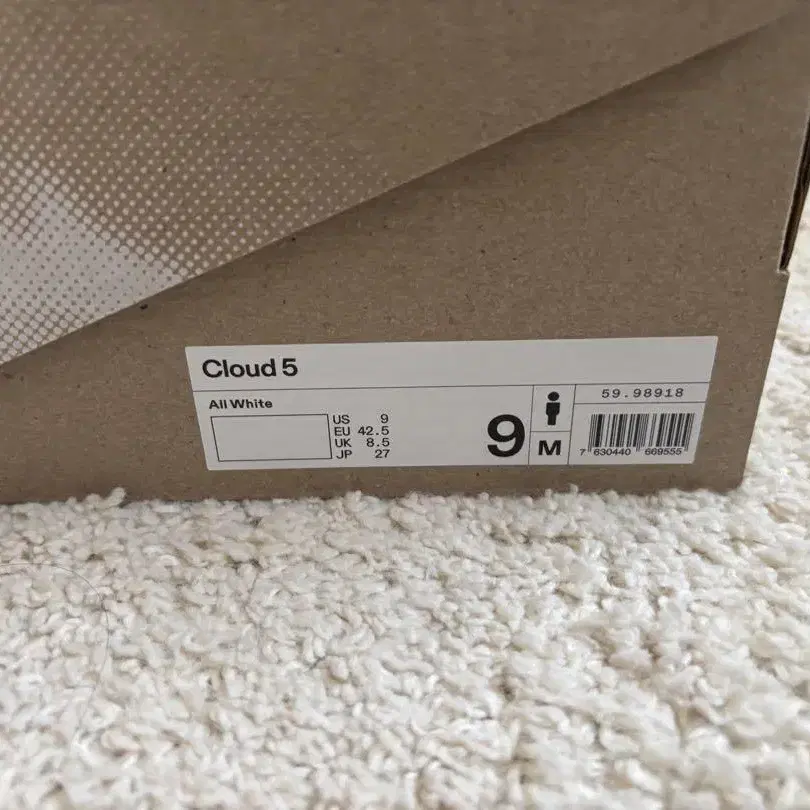 Cloud 5
All White
US 9
EU 42.5
UK 8.5
JP 27
9
M
59.98918
7 630440 669555